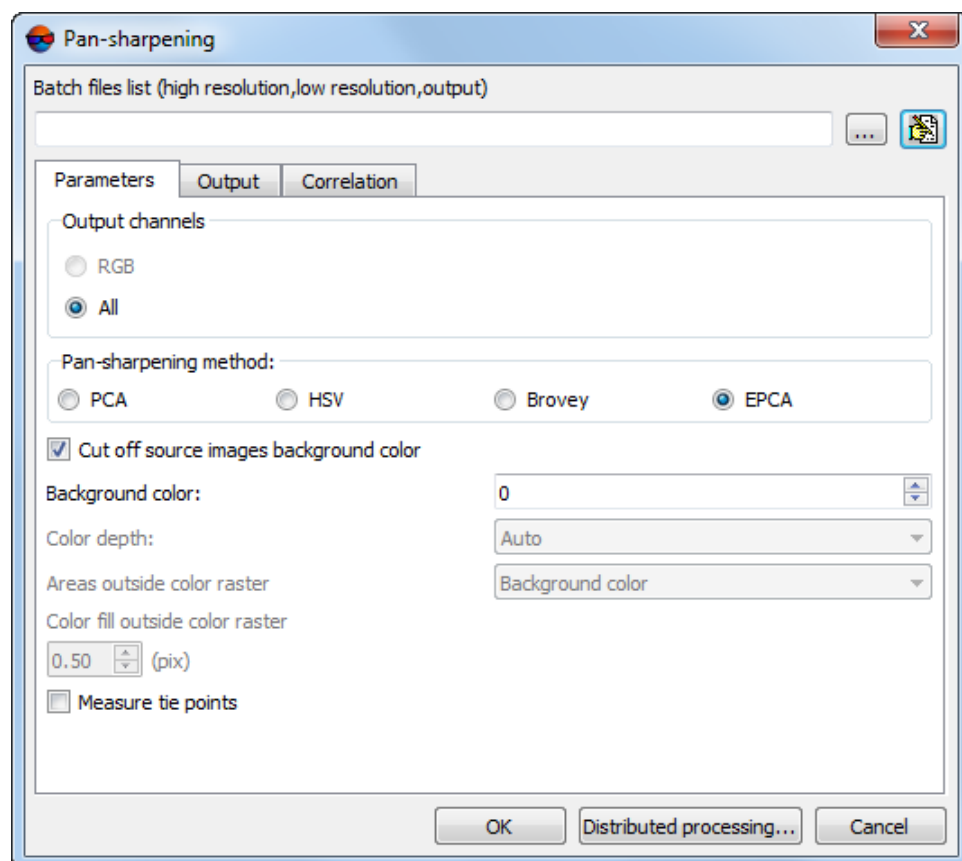 Pan-sharpening
Batch files list (high resolution,low resolution,output)
...
Parameters Output Correlation
Output channels
RGB
All
Pan-sharpening method:
PCA HSV Brovey EPCA
Cut off source images background color
Background color: 0
Color depth: Auto
Areas outside color raster Background color
Color fill outside color raster
0.50 (pix)
Measure tie points
OK Distributed processing... Cancel